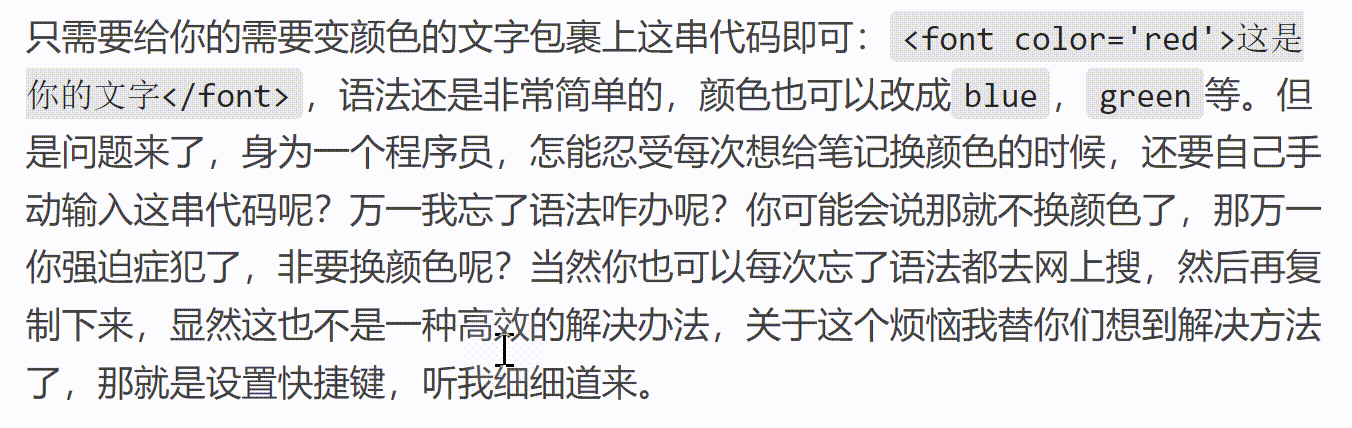 只需要给你的需要变颜色的文字包裹上这串代码即可：<font color='red'>这是
你的文字</font>，语法还是非常简单的，颜色也可以改成blue，green等。但
是问题来了，身为一个程序员，怎能忍受每次想给笔记换颜色的时候，还要自己手
动输入这串代码呢？万一我忘了语法咋办呢？你可能会说那就不换颜色了，那万一
你强迫症犯了，非要换颜色呢？当然你也可以每次忘了语法都去网上搜，然后再复
制下来，显然这也不是一种高效的解决办法，关于这个烦恼我替你们想到解决方法
了，那就是设置快捷键，听我细细道来。